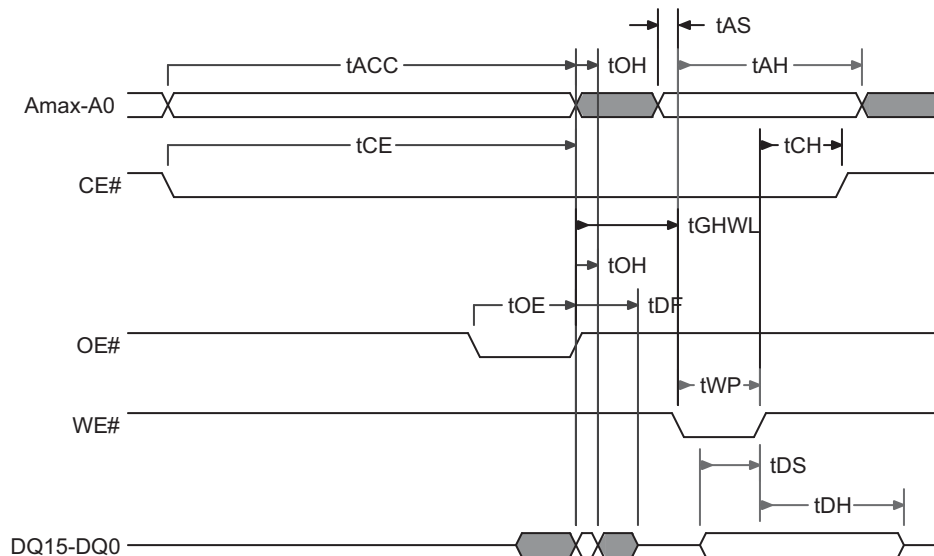 tAS
tACC tOH tAH
Amax-A0
tCE tCH
CE#
tGHWL
tOH
tOE tDF
OE#
tWP
WE#
tDS
tDH
DQ15-DQ0